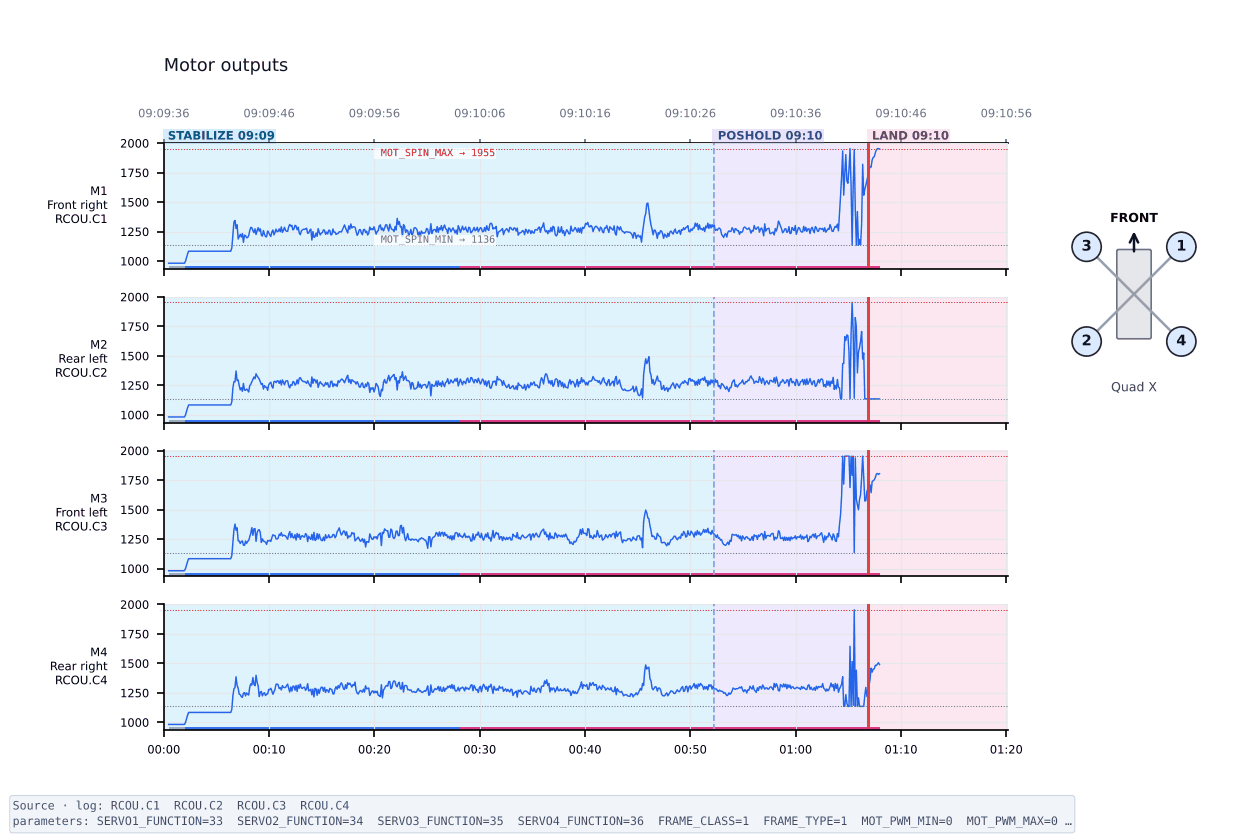 Motor outputs
09:09:36 09:09:46 09:09:56 09:10:06 09:10:16 09:10:26 09:10:36 09:10:46 09:10:56
STABILIZE 09:09 POSHOLD 09:10 LAND 09:10
2000
MOT_SPIN_MAX → 1955
1750
M1
Front right
RCOU.C1
1500
1250
MOT_SPIN_MIN → 1136
1000
2000
1750
M2
Rear left
RCOU.C2
1500
1250
1000
2000
1750
M3
Front left
RCOU.C3
1500
1250
1000
2000
1750
M4
Rear right
RCOU.C4
1500
1250
1000
00:00 00:10 00:20 00:30 00:40 00:50 01:00 01:10 01:20
FRONT
3 1
2 4
Quad X
Source · log: RCOU.C1 RCOU.C2 RCOU.C3 RCOU.C4
parameters: SERVO1_FUNCTION=33 SERVO2_FUNCTION=34 SERVO3_FUNCTION=35 SERVO4_FUNCTION=36 FRAME_CLASS=1 FRAME_TYPE=1 MOT_PWM_MIN=0 MOT_PWM_MAX=0 …